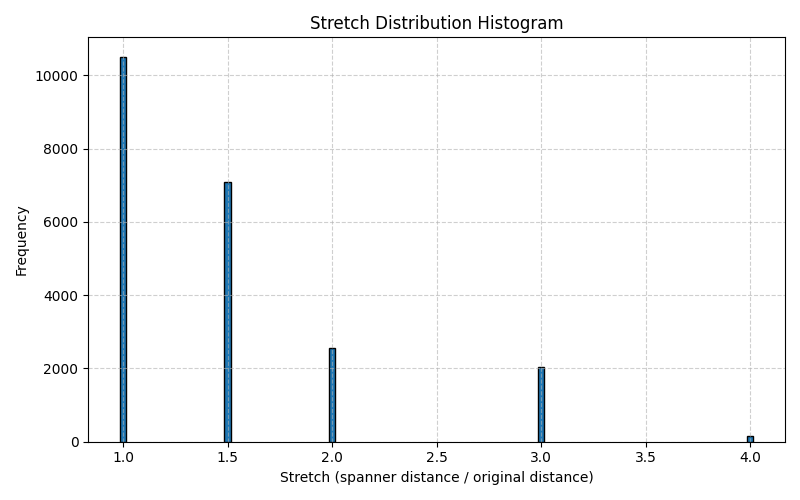 Stretch Distribution Histogram
Frequency
10000
8000
6000
4000
2000
0
1.0 1.5 2.0 2.5 3.0 3.5 4.0
Stretch (spanner distance / original distance)